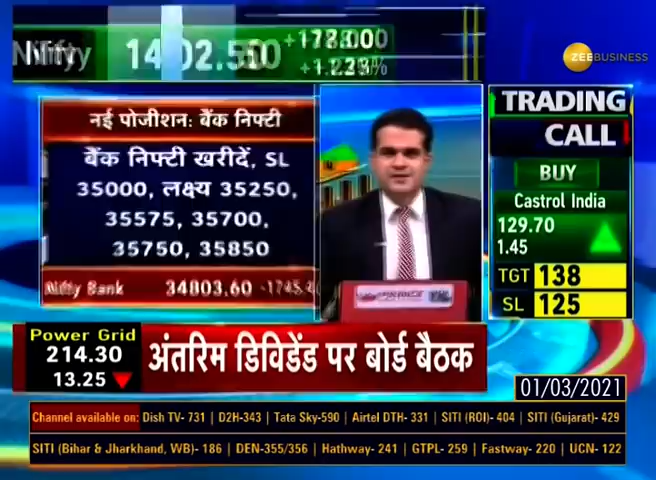 Nifty
ZEEBUSINESS
नई पोजीशन: बैंक निफ्टी
बैंक निफ्टी खरीदें, SL
35000, लक्ष्य 35250,
35575, 35700,
35750, 35850
Nifty Bank 34803.60
TRADING
CALL
BUY
Castrol India
129.70
1.45
TGT 138
SL 125
Power Grid
214.30
13.25
अंतरिम डिविडेंड पर बोर्ड बैठक
01/03/2021
Channel available on: Dish TV- 731 | D2H-343 | Tata Sky-590 | Airtel DTH- 331 | SITI (ROI)- 404 | SITI (Gujarat)- 429
SITI (Bihar & Jharkhand, WB)- 186 | DEN-355/356 | Hathway- 241 | GTPL- 259 | Fastway- 220 | UCN- 122